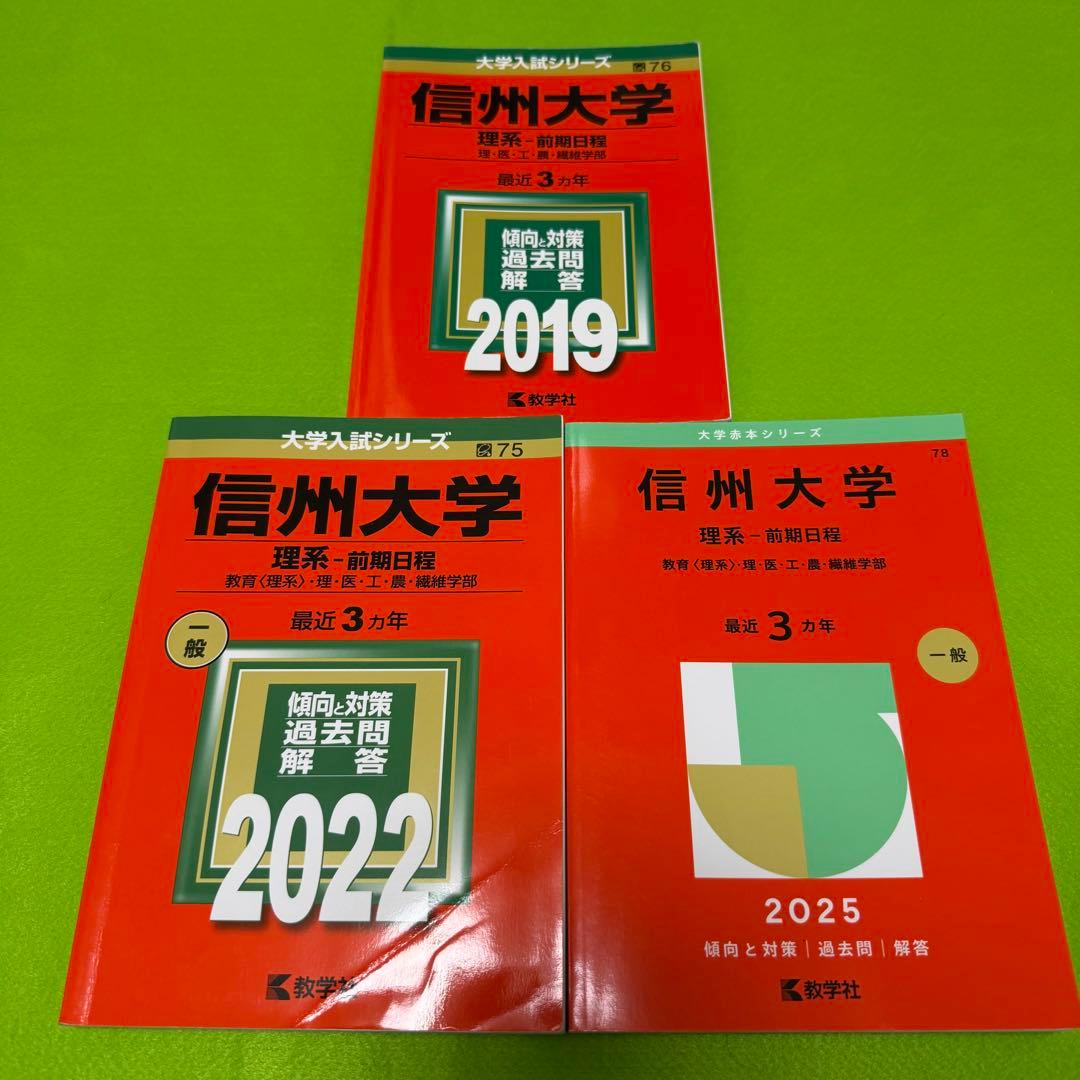 大学入試シリーズ
76
信州大学
理系-前期日程
理・医・工・農・繊維学部
最近3カ年
傾向と対策
過去問
解答
2019
教学社
大学入試シリーズ
75
信州大学
理系-前期日程
教育〈理系〉・理・医・工・農・繊維学部
最近3カ年
一般
傾向と対策
過去問
解答
2022
教学社
大学赤本シリーズ
78
信州大学
理系-前期日程
教育〈理系〉・理・医・工・農・繊維学部
最近3カ年
一般
2025
傾向と対策|過去問|解答
教学社